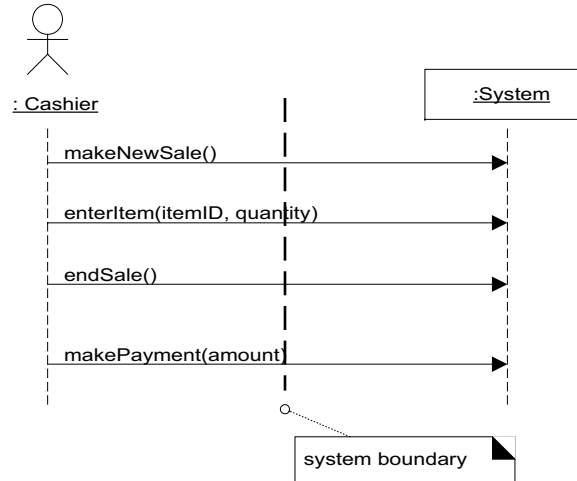 : Cashier
:System
makeNewSale()
enterItem(itemID, quantity)
endSale()
makePayment(amount)
system boundary